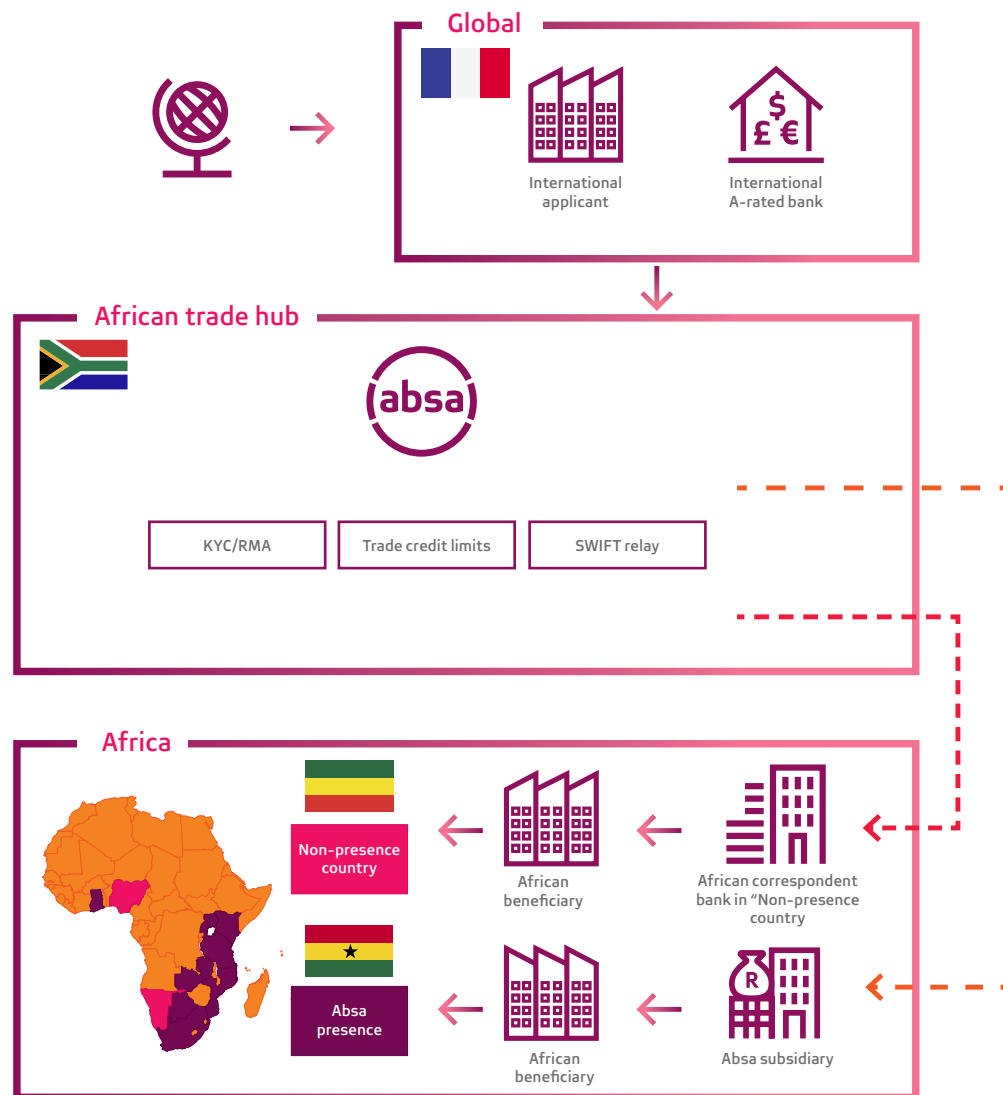 Global
$
£ €
International
applicant
International
A-rated bank
African trade hub
absa
KYC/RMA
Trade credit limits
SWIFT relay
Africa
Non-presence
country
African
beneficiary
African correspondent
bank in “Non-presence
country
Absa
presence
African
beneficiary
R
Absa subsidiary